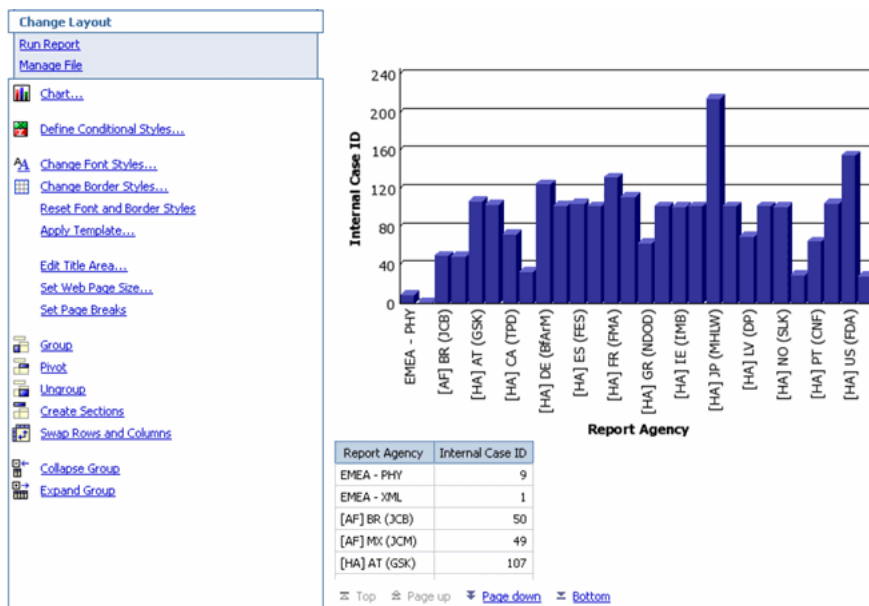 Change Layout
Run Report
Manage File
Chart...
Define Conditional Styles...
Change Font Styles...
Change Border Styles...
Reset Font and Border Styles
Apply Template...
Edit Title Area...
Set Web Page Size...
Set Page Breaks
Group
Pivot
Ungroup
Create Sections
Swap Rows and Columns
Collapse Group
Expand Group
Internal Case ID
240
200
160
120
80
40
0
EMEA - PHY
[AF] BR (JCB)
[HA] AT (GSK)
[HA] CA (TPD)
[HA] DE (BfArM)
[HA] ES (FES)
[HA] FR (FMA)
[HA] GR (NDOD)
[HA] IE (IMB)
[HA] JP (MHLW)
[HA] LV (DP)
[HA] NO (SLK)
[HA] PT (CNF)
[HA] US (FDA)
Report Agency
Report Agency Internal Case ID
EMEA - PHY 9
EMEA - XML 1
[AF] BR (JCB) 50
[AF] MX (JCM) 49
[HA] AT (GSK) 107
Top Page up Page down Bottom